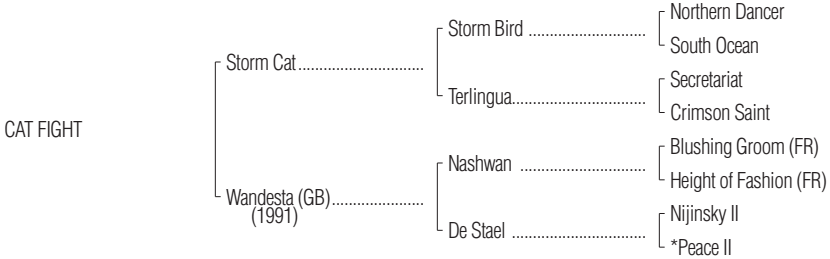 Northern Dancer
Storm Bird ............................
South Ocean
Storm Cat..............................
Secretariat
Terlingua................................
Crimson Saint
CAT FIGHT
Blushing Groom (FR)
Nashwan ..............................
Height of Fashion (FR)
Wandesta (GB)......................
(1991)
Nijinsky II
De Stael ................................
*Peace II